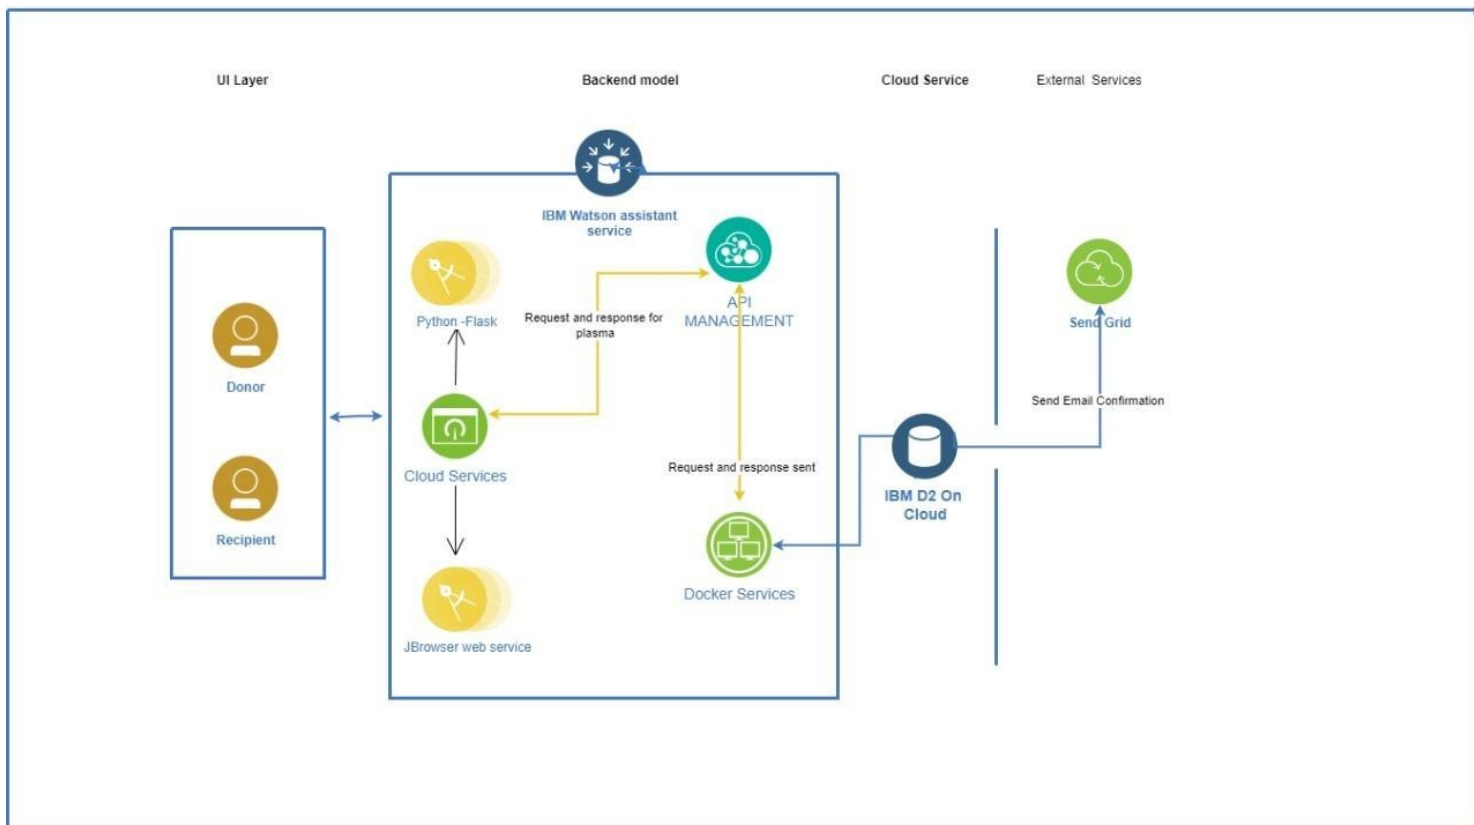 UI Layer
Backend model
Cloud Service
External Services
IBM Watson assistant
service
Python -Flask
Request and response for
plasma
API
MANAGEMENT
Send Grid
Donor
Send Email Confirmation
Cloud Services
Request and response sent
IBM D2 On
Cloud
Recipient
Docker Services
JBrowser web service